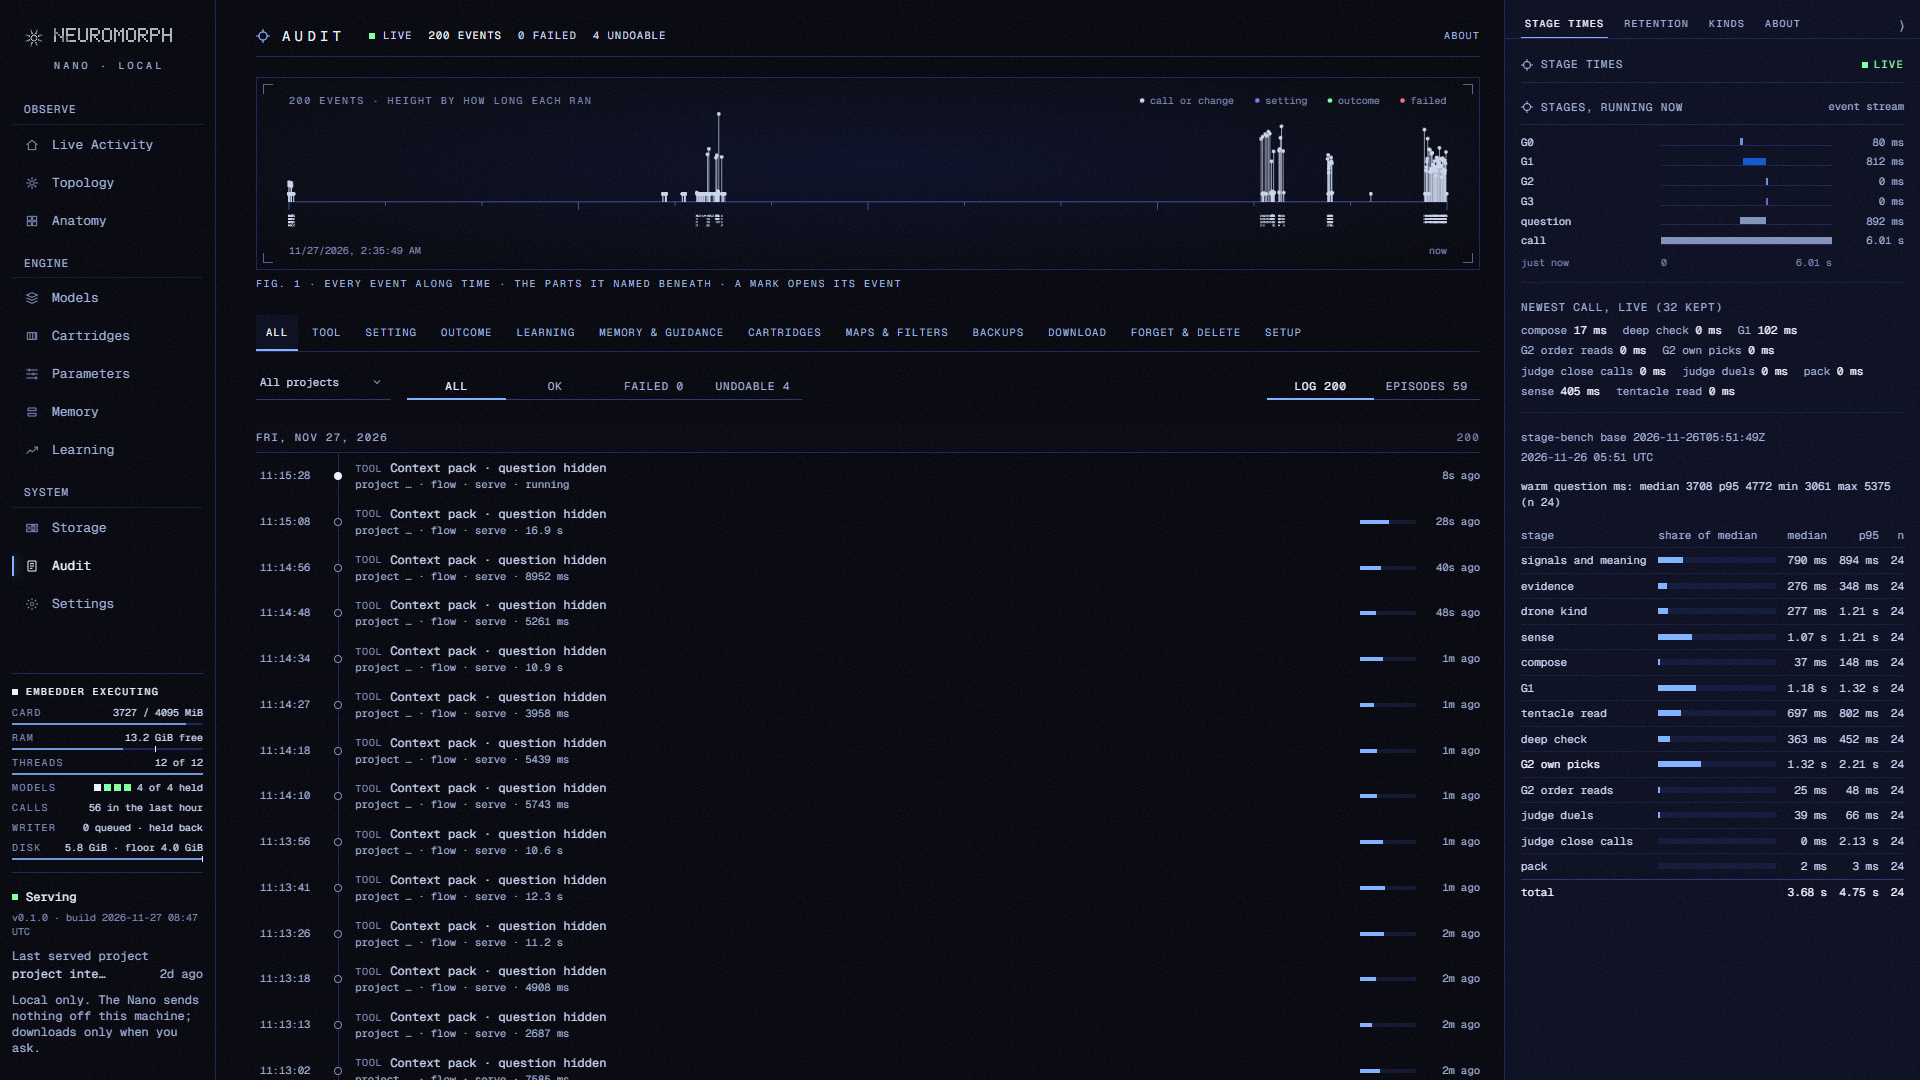 NEUROMORPH
NANO · LOCAL
OBSERVE
Live Activity
Topology
Anatomy
ENGINE
Models
Cartridges
Parameters
Memory
Learning
SYSTEM
Storage
Audit
Settings
EMBEDDER EXECUTING
CARD 3727 / 4095 MiB
RAM 13.2 GiB free
THREADS 12 of 12
MODELS 4 of 4 held
CALLS 56 in the last hour
WRITER 0 queued · held back
DISK 5.8 GiB · floor 4.0 GiB
Serving
v0.1.0 · build 2026-11-27 08:47
UTC
Last served project
project inte… 2d ago
Local only. The Nano sends
nothing off this machine;
downloads only when you
ask.
AUDIT LIVE 200 EVENTS 0 FAILED 4 UNDOABLE ABOUT
200 EVENTS · HEIGHT BY HOW LONG EACH RAN call or change setting outcome failed
11/27/2026, 2:35:49 AM now
FIG. 1 · EVERY EVENT ALONG TIME · THE PARTS IT NAMED BENEATH · A MARK OPENS ITS EVENT
ALL TOOL SETTING OUTCOME LEARNING MEMORY & GUIDANCE CARTRIDGES MAPS & FILTERS BACKUPS DOWNLOAD FORGET & DELETE SETUP
All projects ALL OK FAILED 0 UNDOABLE 4 LOG 200 EPISODES 59
FRI, NOV 27, 2026 200
11:15:28 TOOL Context pack · question hidden 8s ago
project … · flow · serve · running
11:15:08 TOOL Context pack · question hidden 28s ago
project … · flow · serve · 16.9 s
11:14:56 TOOL Context pack · question hidden 40s ago
project … · flow · serve · 8952 ms
11:14:48 TOOL Context pack · question hidden 48s ago
project … · flow · serve · 5261 ms
11:14:34 TOOL Context pack · question hidden 1m ago
project … · flow · serve · 10.9 s
11:14:27 TOOL Context pack · question hidden 1m ago
project … · flow · serve · 3958 ms
11:14:18 TOOL Context pack · question hidden 1m ago
project … · flow · serve · 5439 ms
11:14:10 TOOL Context pack · question hidden 1m ago
project … · flow · serve · 5743 ms
11:13:56 TOOL Context pack · question hidden 1m ago
project … · flow · serve · 10.6 s
11:13:41 TOOL Context pack · question hidden 1m ago
project … · flow · serve · 12.3 s
11:13:26 TOOL Context pack · question hidden 2m ago
project … · flow · serve · 11.2 s
11:13:18 TOOL Context pack · question hidden 2m ago
project … · flow · serve · 4908 ms
11:13:13 TOOL Context pack · question hidden 2m ago
project … · flow · serve · 2687 ms
11:13:02 TOOL Context pack · question hidden 2m ago
project … · flow · serve · 7585 ms
STAGE TIMES RETENTION KINDS ABOUT
STAGE TIMES LIVE
STAGES, RUNNING NOW event stream
G0 80 ms
G1 812 ms
G2 0 ms
G3 0 ms
question 892 ms
call 6.01 s
just now 0 6.01 s
NEWEST CALL, LIVE (32 KEPT)
compose 17 ms deep check 0 ms G1 102 ms
G2 order reads 0 ms G2 own picks 0 ms
judge close calls 0 ms judge duels 0 ms pack 0 ms
sense 405 ms tentacle read 0 ms
stage-bench base 2026-11-26T05:51:49Z
2026-11-26 05:51 UTC
warm question ms: median 3708 p95 4772 min 3061 max 5375
(n 24)
stage share of median median p95 n
signals and meaning 790 ms 894 ms 24
evidence 276 ms 348 ms 24
drone kind 277 ms 1.21 s 24
sense 1.07 s 1.21 s 24
compose 37 ms 148 ms 24
G1 1.18 s 1.32 s 24
tentacle read 697 ms 802 ms 24
deep check 363 ms 452 ms 24
G2 own picks 1.32 s 2.21 s 24
G2 order reads 25 ms 48 ms 24
judge duels 39 ms 66 ms 24
judge close calls 0 ms 2.13 s 24
pack 2 ms 3 ms 24
total 3.68 s 4.75 s 24